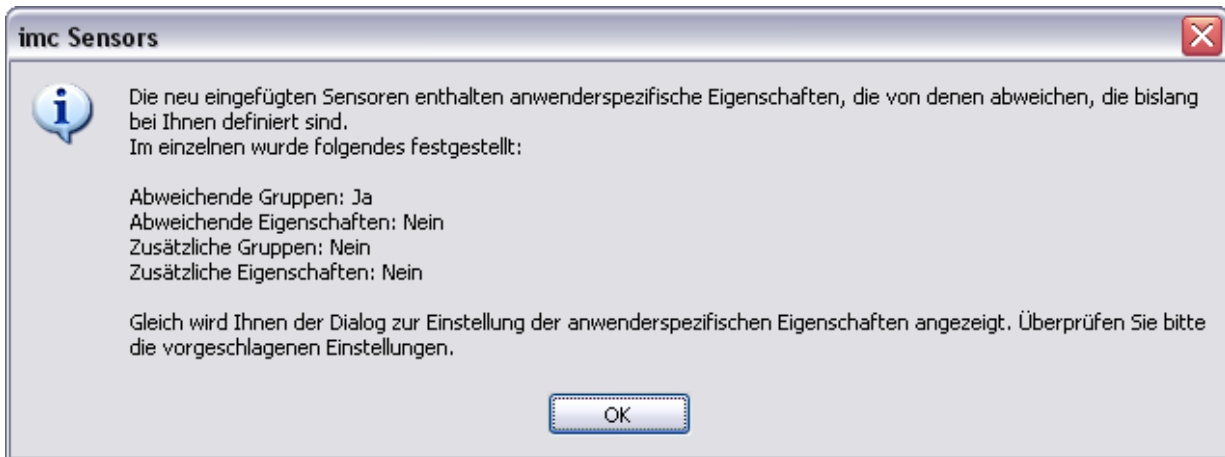 imc Sensors
Die neu eingefügten Sensoren enthalten anwenderspezifische Eigenschaften, die von denen abweichen, die bislang
bei Ihnen definiert sind.
Im einzelnen wurde folgendes festgestellt:
Abweichende Gruppen: Ja
Abweichende Eigenschaften: Nein
Zusätzliche Gruppen: Nein
Zusätzliche Eigenschaften: Nein
Gleich wird Ihnen der Dialog zur Einstellung der anwenderspezifischen Eigenschaften angezeigt. Überprüfen Sie bitte
die vorgeschlagenen Einstellungen.
OK